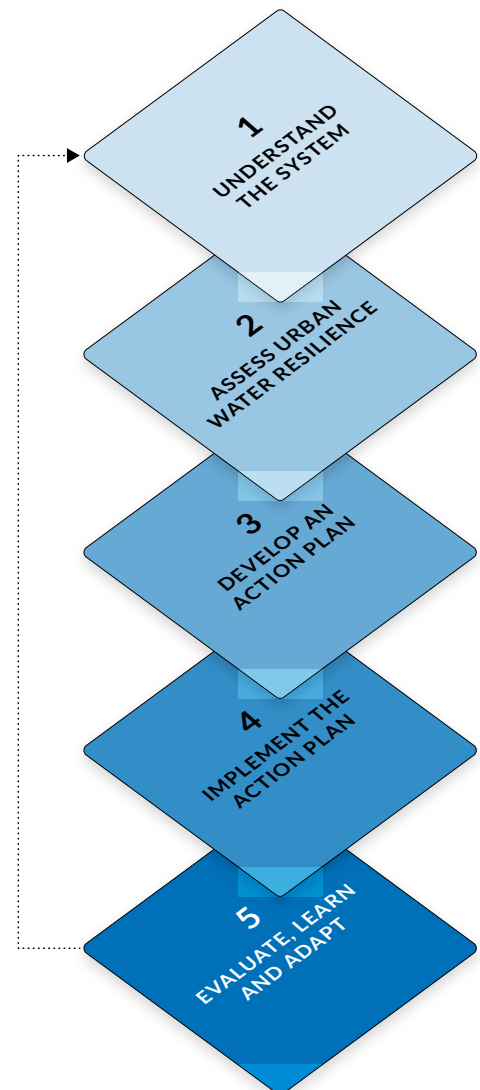 1
UNDERSTAND
THE SYSTEM
2
ASSESS URBAN
WATER RESILIENCE
3
DEVELOP AN
ACTION PLAN
4
IMPLEMENT THE
ACTION PLAN
5
EVALUATE, LEARN
AND ADAPT